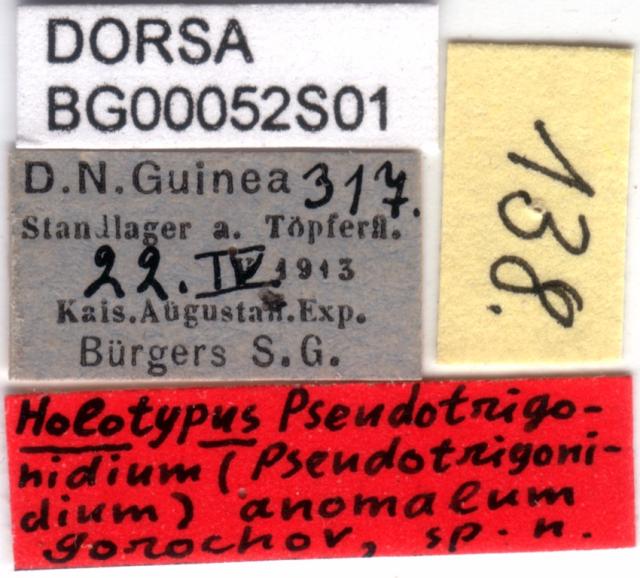 DORSA
BG00052S01
D.N.Guinea 317.
Standlager a. Töpferfl.
22. IV 1913
Kais.Augustafl.Exp.
Bürgers S.G.
138.
Holotypus Pseudotrigo-
nidium (Pseudotrigoni-
dium) anomalum
Gorochov, sp. n.